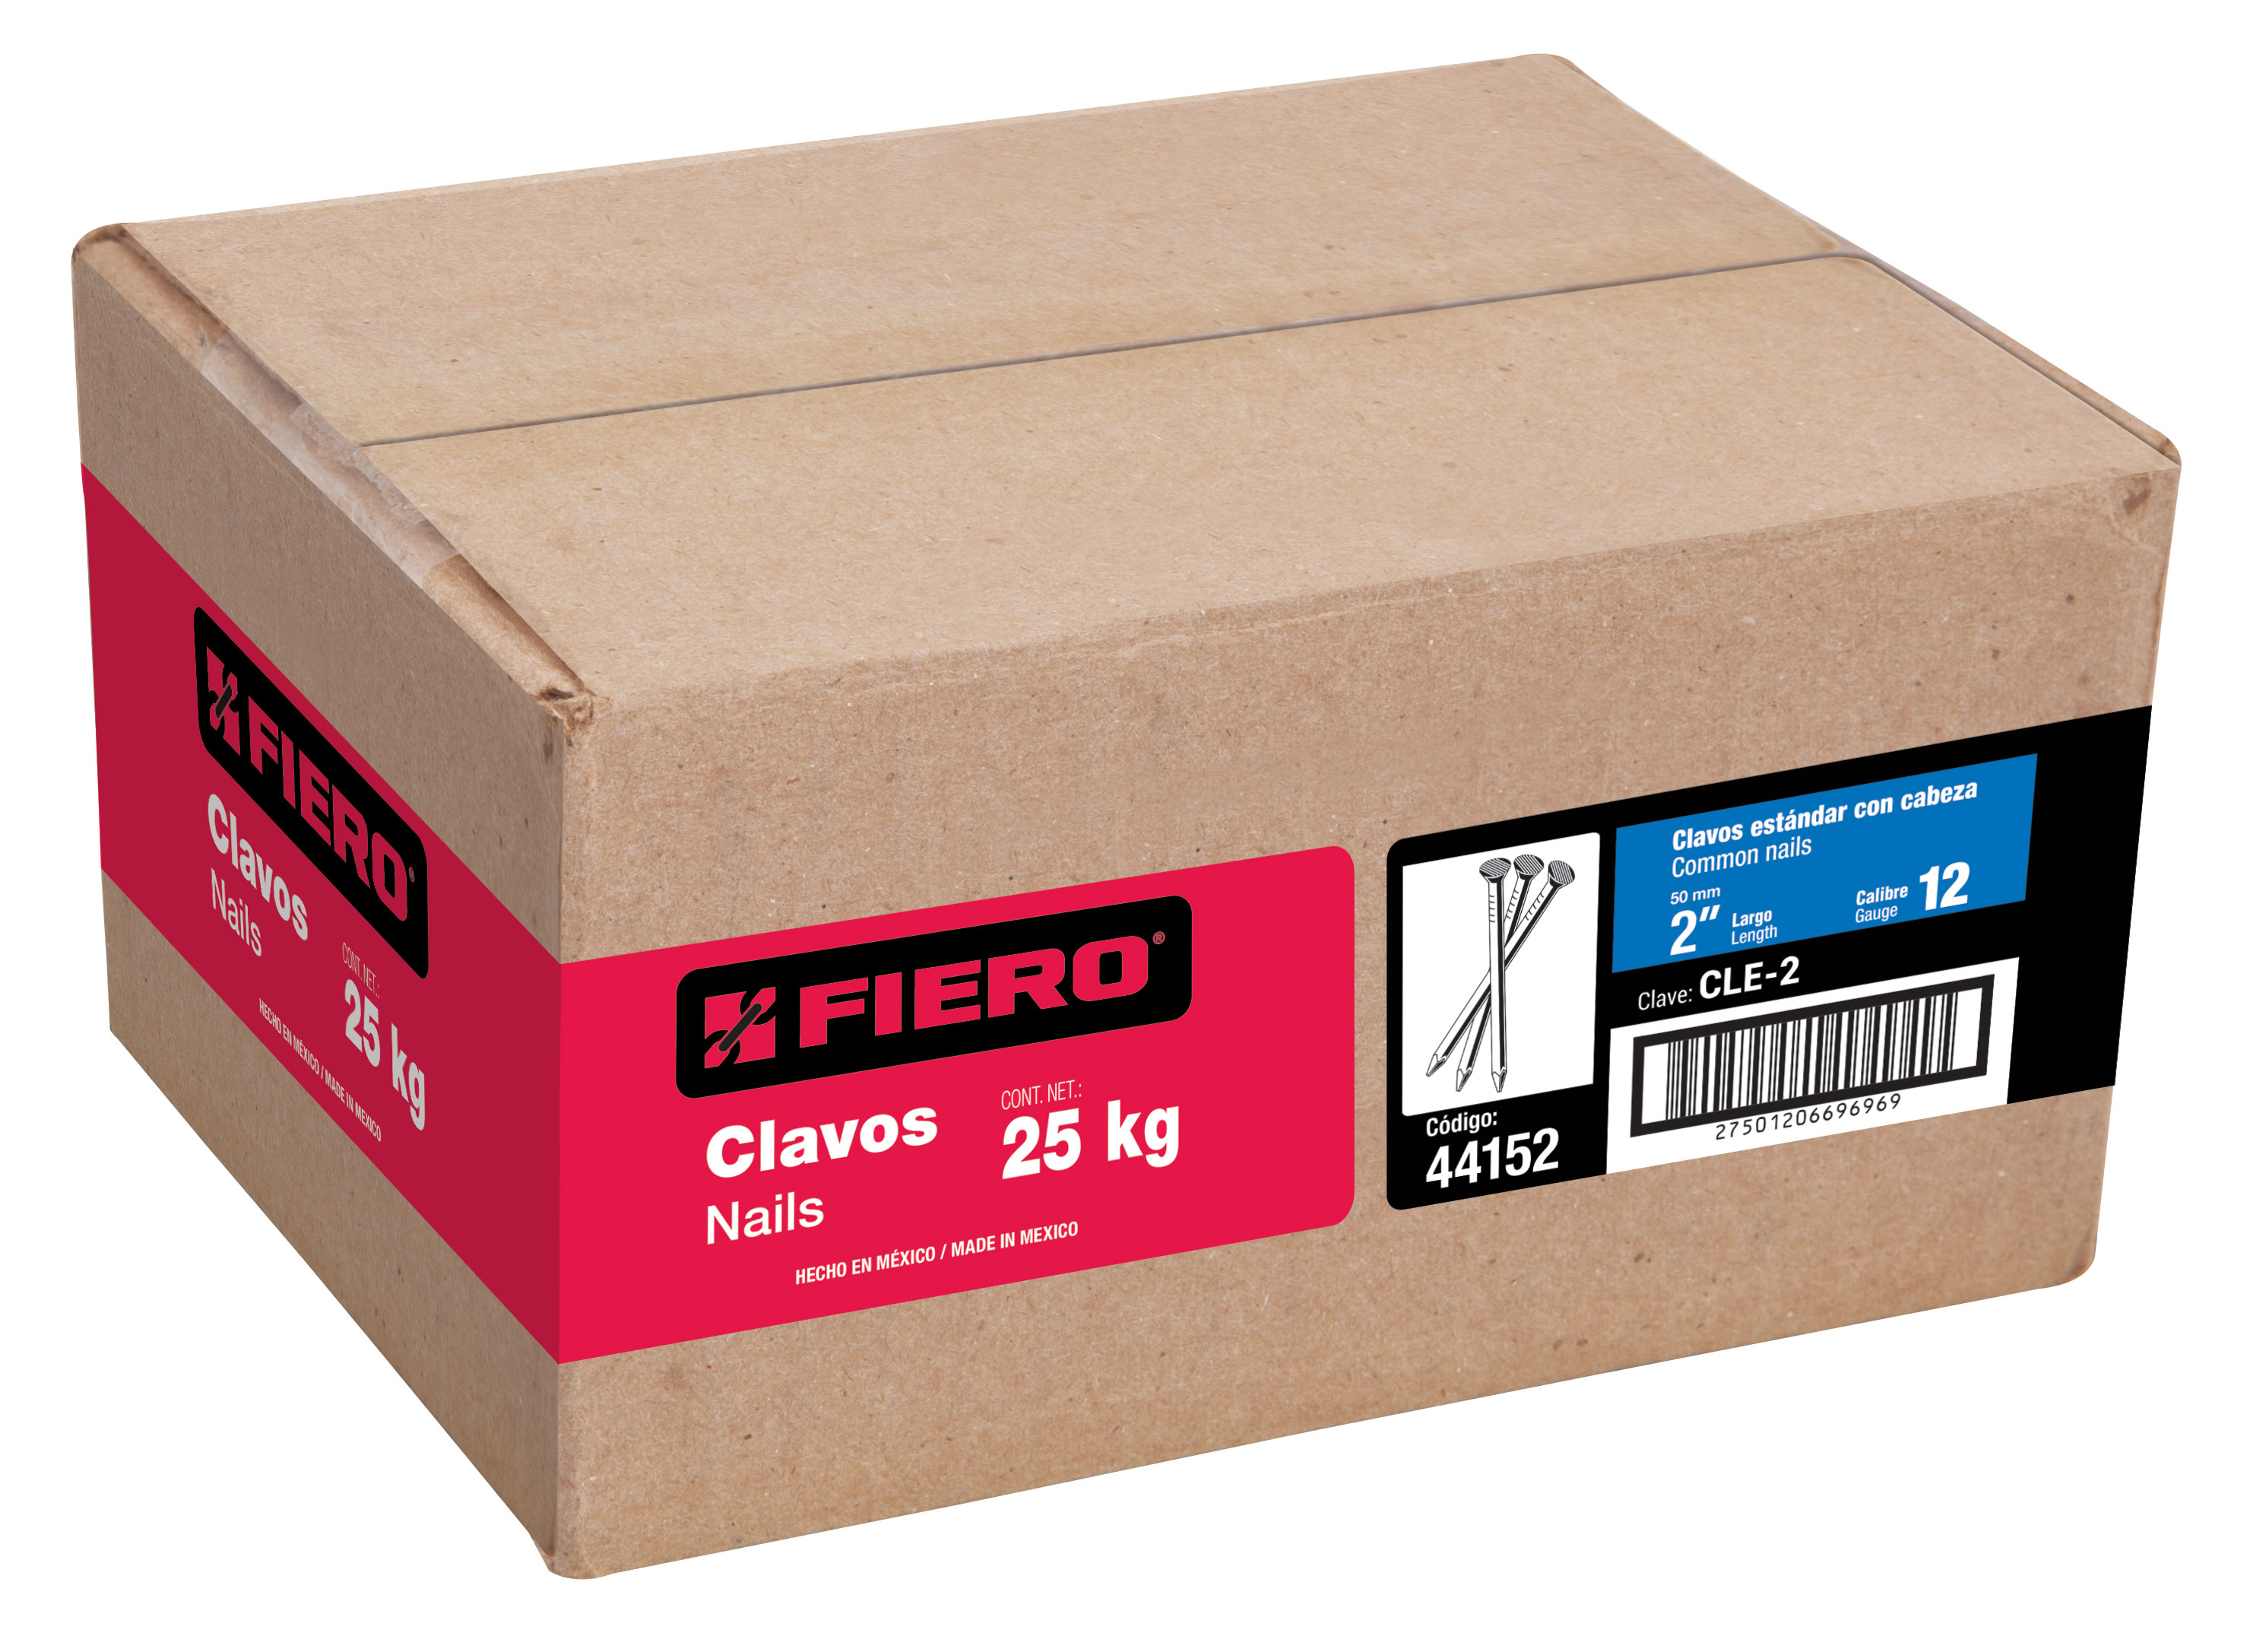 FIERO®
Clavos
Nails
CONT. NET.:
25 kg
HECHO EN MÉXICO / MADE IN MEXICO
FIERO®
Clavos
Nails
CONT. NET.:
25 kg
HECHO EN MÉXICO / MADE IN MEXICO
Clavos estándar con cabeza
Common nails
50 mm
2" Largo
Length
Calibre
Gauge
12
Clave: CLE-2
Código:
44152
27501206696969